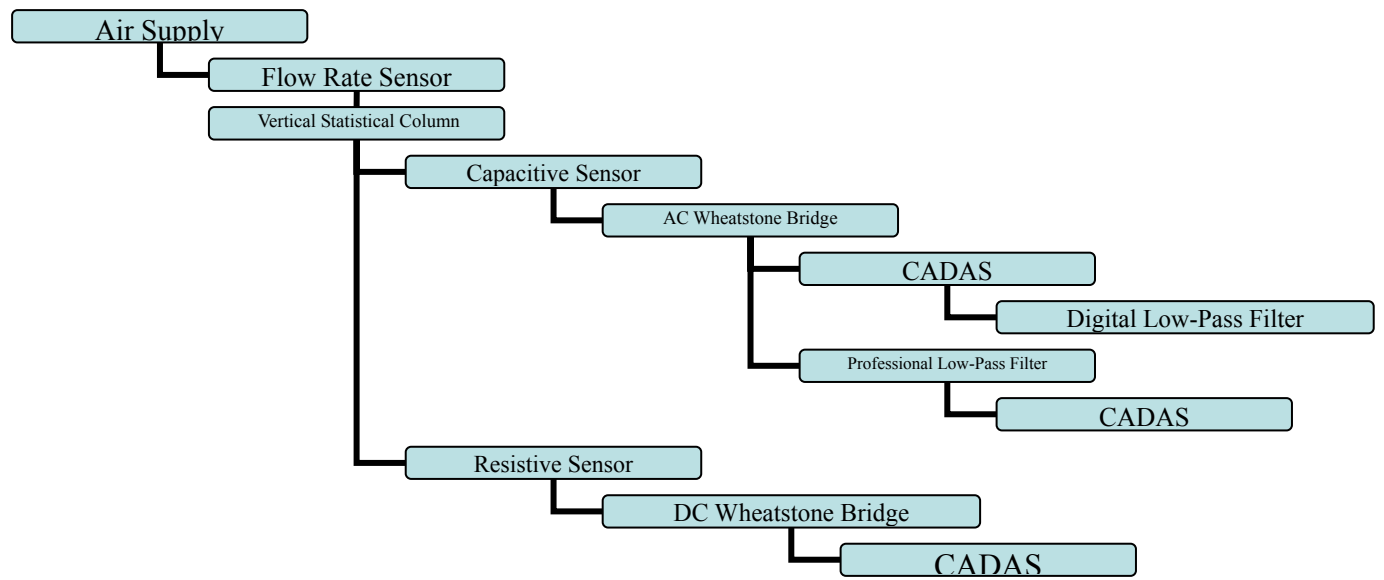 Air Supply
Flow Rate Sensor
Vertical Statistical Column
Capacitive Sensor
AC Wheatstone Bridge
CADAS
Digital Low-Pass Filter
Professional Low-Pass Filter
CADAS
Resistive Sensor
DC Wheatstone Bridge
CADAS